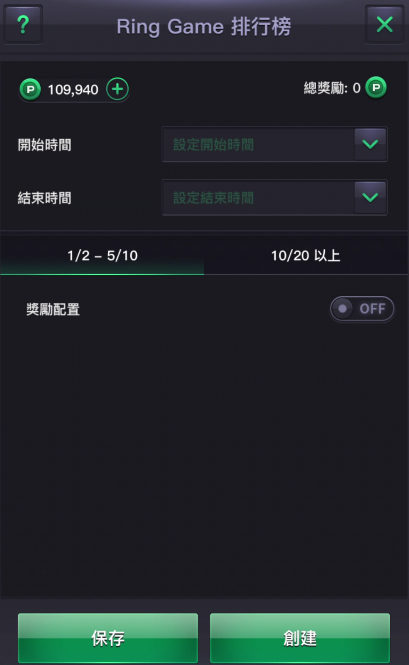 ?
Ring Game 排行榜
P 109,940 +
總獎勵: 0 P
開始時間
設定開始時間
結束時間
設定結束時間
1/2 – 5/10
10/20 以上
獎勵配置
OFF
保存
創建